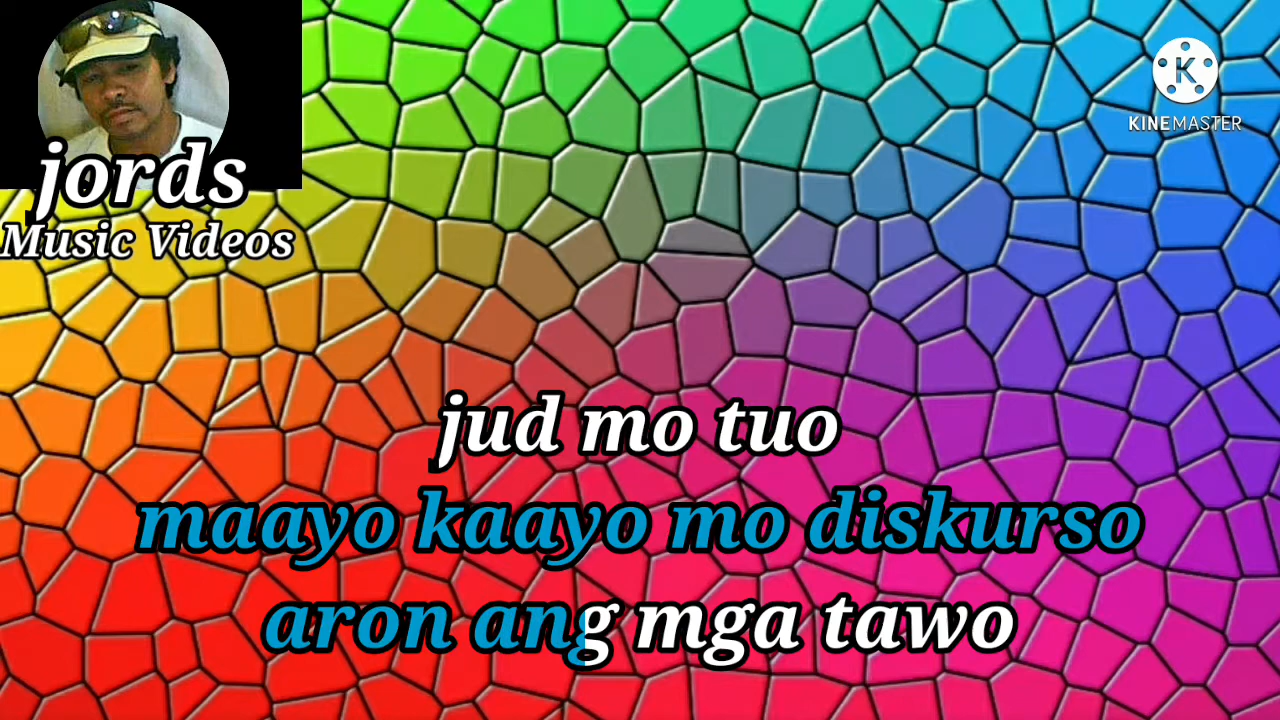 jords
Music Videos
K
KINEMASTER
jud mo tuo
maayo kaayo mo diskurso
aron ang mga tawo